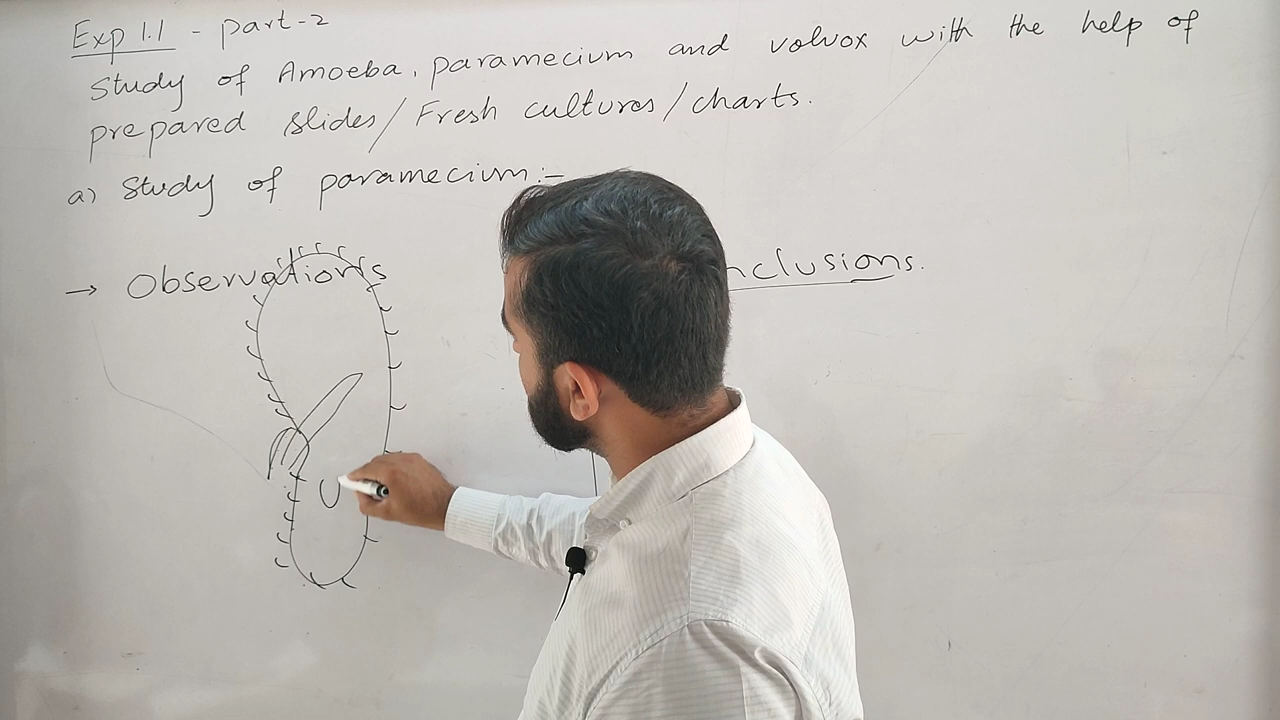 Exp 1.1 - part-2
Study of Amoeba, paramecium and volvox with the help of
prepared slides/Fresh cultures/charts.
a) Study of paramecium:-
→ Observations
nclusions.